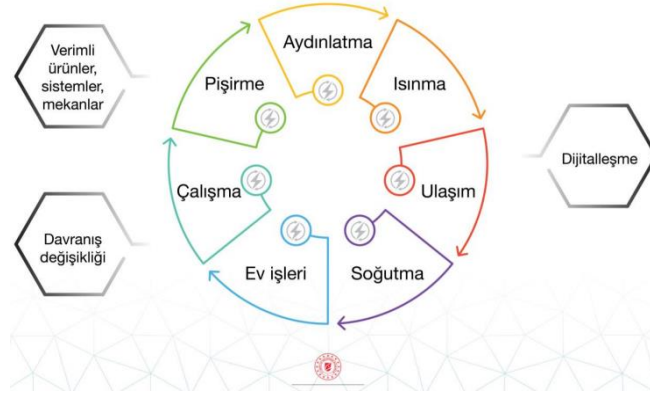 Verimli
ürünler,
sistemler,
mekanlar
Davranış
değişikliği
Aydınlatma
Isınma
Ulaşım
Soğutma
Ev işleri
Çalışma
Pişirme
Dijitalleşme